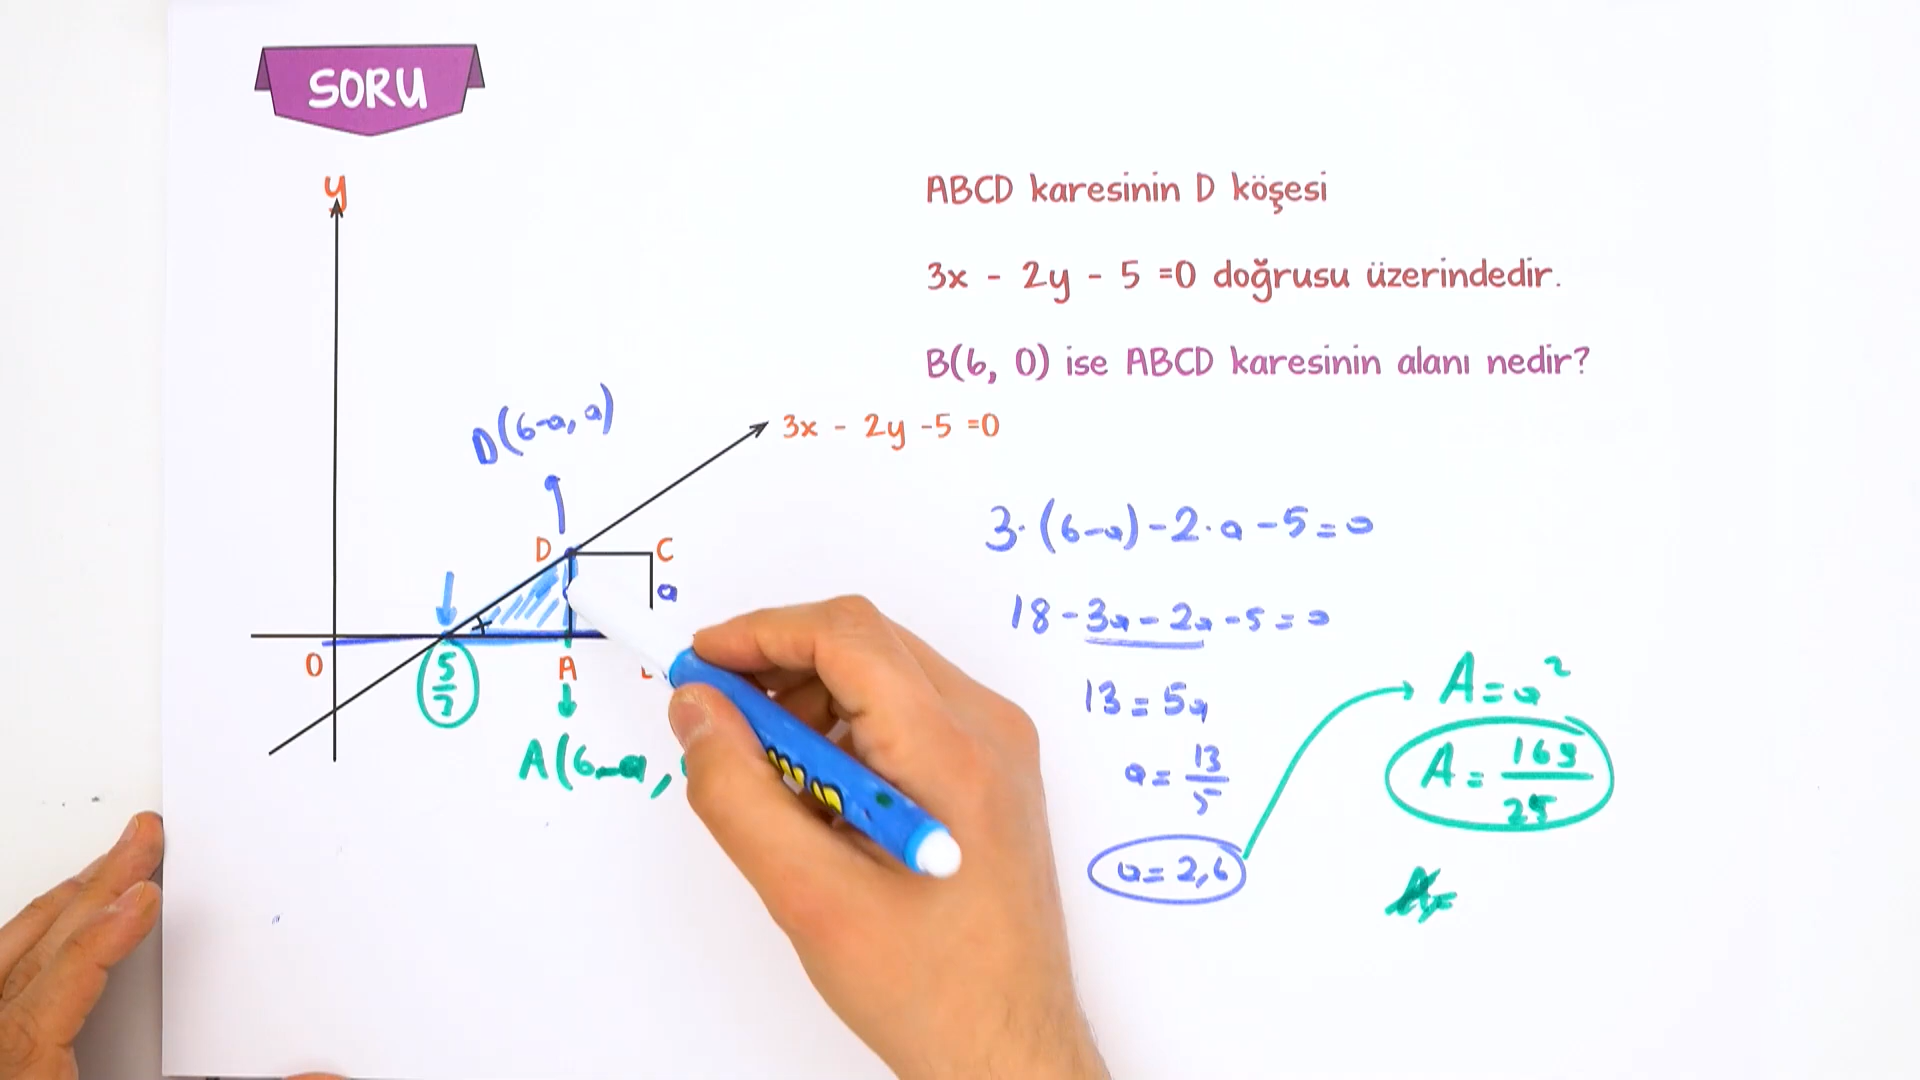 SORU
ABCD karesinin D köşesi
3x - 2y - 5 =0 doğrusu üzerindedir.
B(6, 0) ise ABCD karesinin alanı nedir?
y
D(6-a, a)
3x - 2y -5 =0
D
C
a
x
0
5/3
A
A(6-a,
3·(6-a)-2·a-5=0
18-3a-2a-5=0
13=5a
a=13/5
a=2,6
A=a²
A=169/25